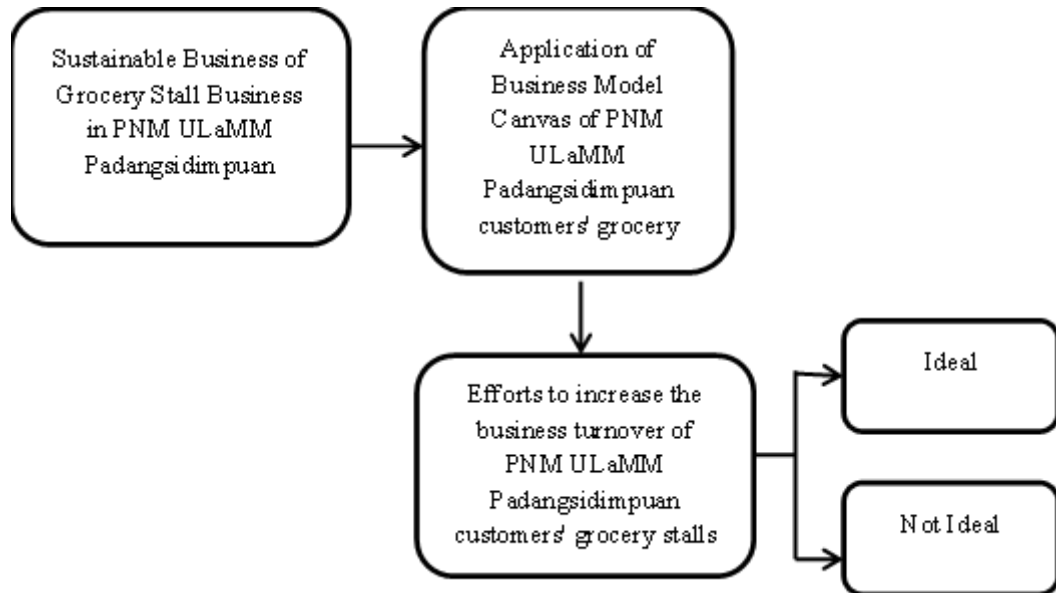 Sustainable Business of
Grocery Stall Business
in PNM ULaMM
Padangsidimpuan
Application of
Business Model
Canvas of PNM
ULaMM
Padangsidimpuan
customers' grocery
Efforts to increase the
business turnover of
PNM ULaMM
Padangsidimpuan
customers' grocery stalls
Ideal
Not Ideal